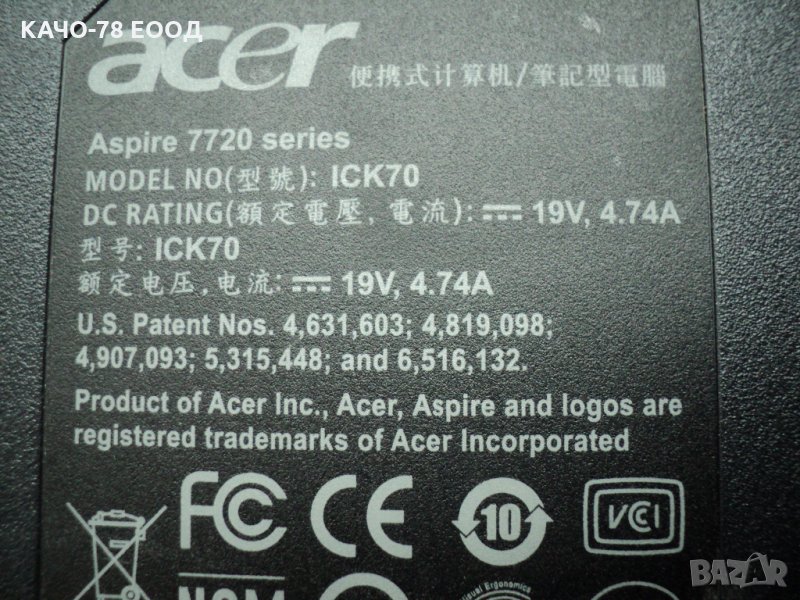 КАЧО-78 ЕООД
acer 便携式计算机/筆記型電腦
Aspire 7720 series
MODEL NO(型號): ICK70
DC RATING(額定電壓, 電流): 19V, 4.74A
型号: ICK70
额定电压,电流: 19V, 4.74A
U.S. Patent Nos. 4,631,603; 4,819,098;
4,907,093; 5,315,448; and 6,516,132.
Product of Acer Inc., Acer, Aspire and logos are
registered trademarks of Acer Incorporated
FC CE 10 VCI
NOM Visual Ergonomics
BAZAR